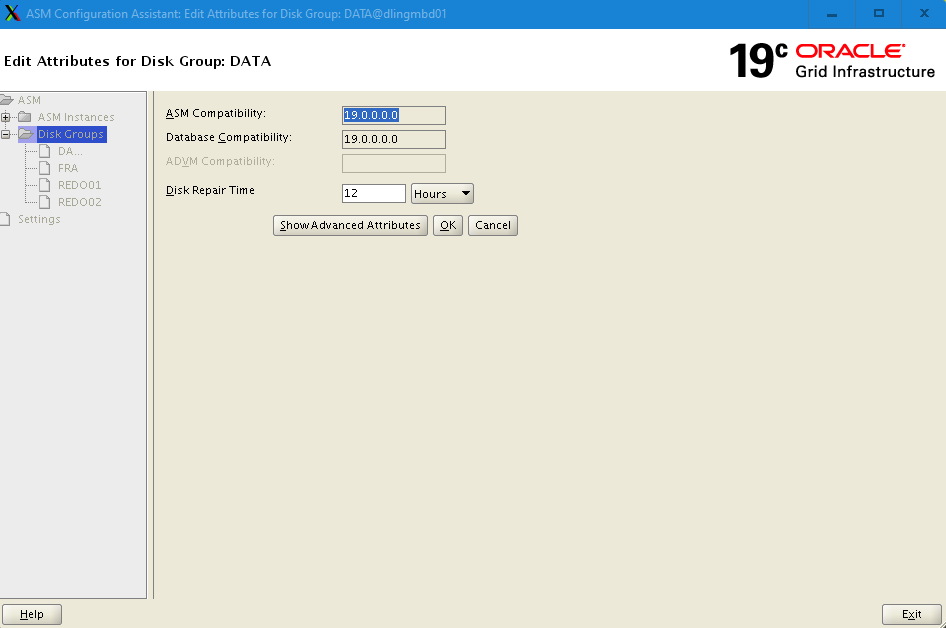 ASM Configuration Assistant: Edit Attributes for Disk Group: DATA@dlingmbd01
Edit Attributes for Disk Group: DATA
19c ORACLE
Grid Infrastructure
ASM
ASM Instances
Disk Groups
DA...
FRA
REDO01
REDO02
Settings
ASM Compatibility: 19.0.0.0.0
Database Compatibility: 19.0.0.0.0
ADVM Compatibility:
Disk Repair Time 12 Hours
Show Advanced Attributes OK Cancel
Help Exit